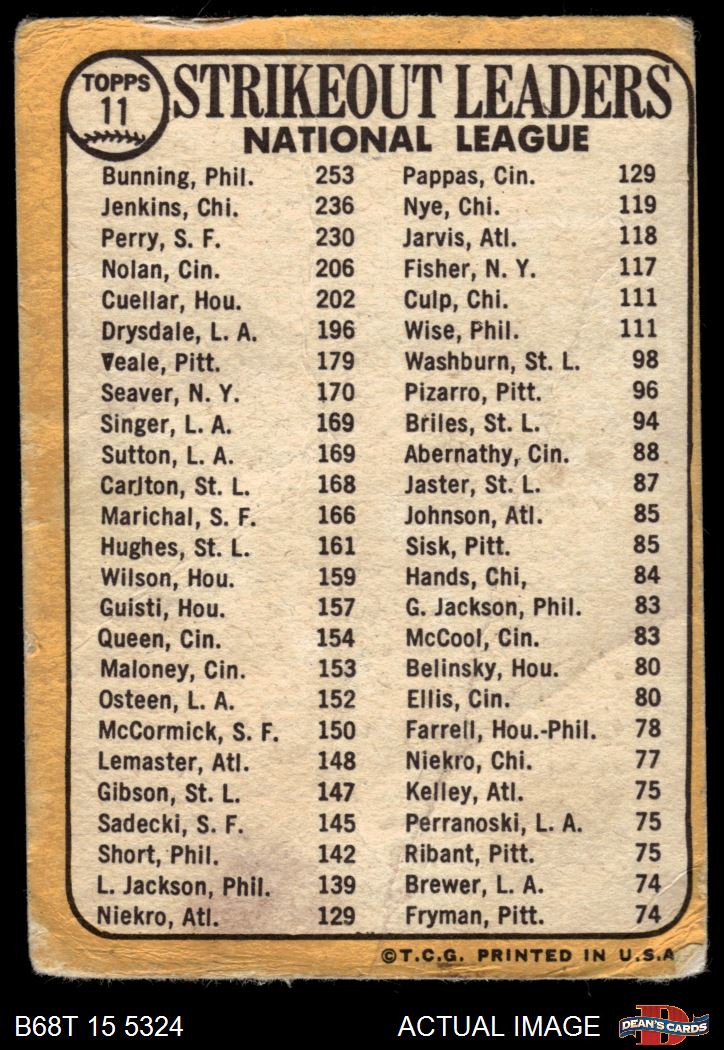 TOPPS
11
STRIKEOUT LEADERS
NATIONAL LEAGUE
Bunning, Phil. 253
Jenkins, Chi. 236
Perry, S. F. 230
Nolan, Cin. 206
Cuellar, Hou. 202
Drysdale, L. A. 196
Veale, Pitt. 179
Seaver, N. Y. 170
Singer, L. A. 169
Sutton, L. A. 169
Carlton, St. L. 168
Marichal, S. F. 166
Hughes, St. L. 161
Wilson, Hou. 159
Guisti, Hou. 157
Queen, Cin. 154
Maloney, Cin. 153
Osteen, L. A. 152
McCormick, S. F. 150
Lemaster, Atl. 148
Gibson, St. L. 147
Sadecki, S. F. 145
Short, Phil. 142
L. Jackson, Phil. 139
Niekro, Atl. 129
Pappas, Cin. 129
Nye, Chi. 119
Jarvis, Atl. 118
Fisher, N. Y. 117
Culp, Chi. 111
Wise, Phil. 111
Washburn, St. L. 98
Pizarro, Pitt. 96
Briles, St. L. 94
Abernathy, Cin. 88
Jaster, St. L. 87
Johnson, Atl. 85
Sisk, Pitt. 85
Hands, Chi, 84
G. Jackson, Phil. 83
McCool, Cin. 83
Belinsky, Hou. 80
Ellis, Cin. 80
Farrell, Hou.-Phil. 78
Niekro, Chi. 77
Kelley, Atl. 75
Perranoski, L. A. 75
Ribant, Pitt. 75
Brewer, L. A. 74
Fryman, Pitt. 74
©T.C.G. PRINTED IN U.S.A
B68T 15 5324 ACTUAL IMAGE
D
DEAN'S CARDS